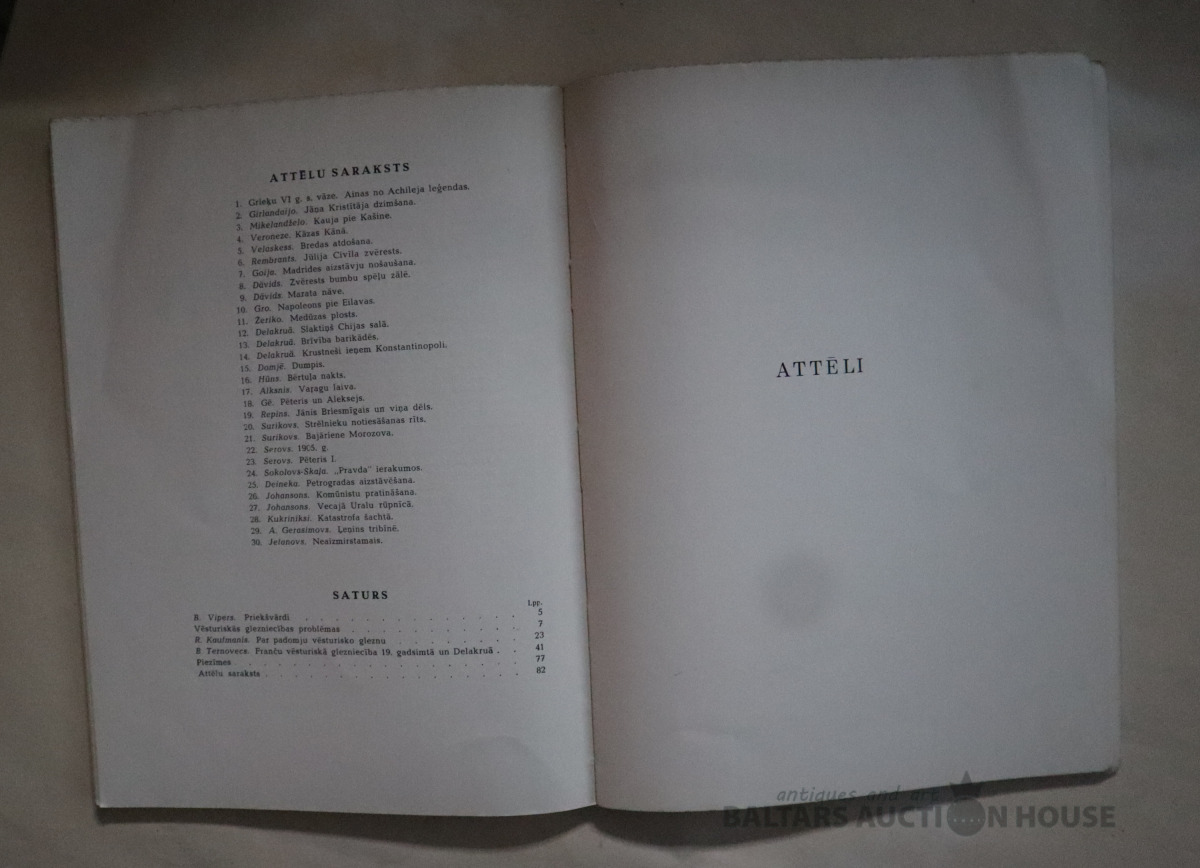 ATTĒLU SARAKSTS
1. Grieķu VI g. s. vāze. Ainas no Achileja leģendas.
2. Girlandaijo. Jāņa Kristītāja dzimšana.
3. Mikelandželo. Kauja pie Kašine.
4. Veroneze. Kāzas Kānā.
5. Velaskess. Bredas atdošana.
6. Rembrants. Jūlija Civīla zvērests.
7. Goija. Madrides aizstāvju nošaušana.
8. Dāvids. Zvērests bumbu spēļu zālē.
9. Dāvids. Marata nāve.
10. Gro. Napoleons pie Eilavas.
11. Žeriko. Medūzas plosts.
12. Delakruā. Slaktiņš Chijas salā.
13. Delakruā. Brīvība barikādēs.
14. Delakruā. Krustneši ieņem Konstantinopoli.
15. Domjē. Dumpis.
16. Hūns. Bērtuļa nakts.
17. Alksnis. Vaŗagu laiva.
18. Gē. Pēteris un Aleksejs.
19. Repins. Jānis Briesmīgais un viņa dēls.
20. Surikovs. Strēlnieku notiesāšanas rīts.
21. Surikovs. Bajāriene Morozova.
22. Serovs. 1905. g.
23. Serovs. Pēteris I.
24. Sokolovs-Skaļa. „Pravda" ierakumos.
25. Deineka. Petrogradas aizstāvēšana.
26. Johansons. Komūnistu pratināšana.
27. Johansons. Vecajā Uralu rūpnīcā.
28. Kukriniksi. Katastrofa šachtā.
29. A. Gerasimovs. Ļeņins tribīnē.
30. Jefanovs. Neaizmirstamais.
SATURS
Lpp.
B. Vipers. Priekšvārdi . . . . . . . . . . . 5
Vēsturiskās glezniecības problēmas . . . . . . . . . 7
R. Kaufmanis. Par padomju vēsturisko gleznu . . . . . . 23
B. Ternovecs. Franču vēsturiskā glezniecība 19. gadsimtā un Delakruā . . 41
Piezīmes . . . . . . . . . . . . . 77
Attēlu saraksts . . . . . . . . . . . . 82
ATTĒLI
antiques and art
BALTARS AUCTION HOUSE